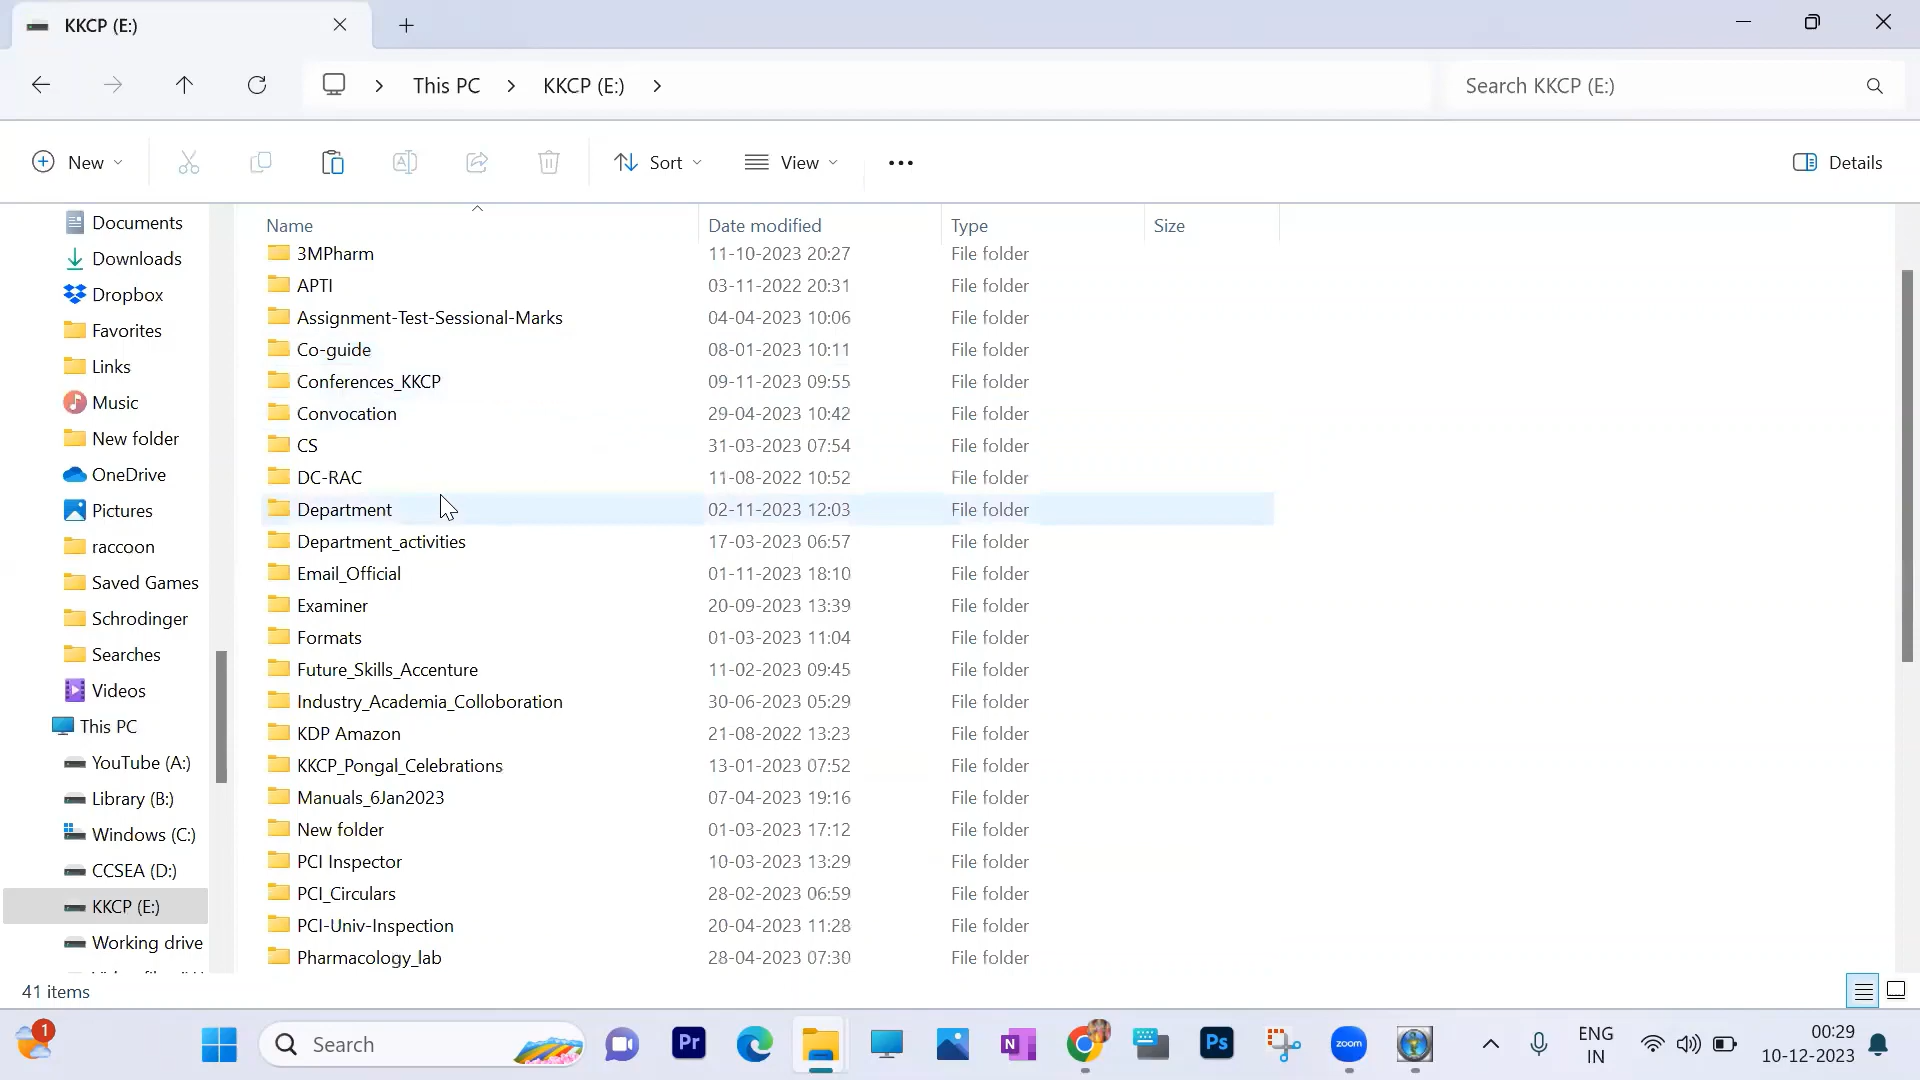 KKCP (E:)
This PC
KKCP (E:)
Search KKCP (E:)
New
Sort
View
Details
Documents
Downloads
Dropbox
Favorites
Links
Music
New folder
OneDrive
Pictures
raccoon
Saved Games
Schrodinger
Searches
Videos
This PC
YouTube (A:)
Library (B:)
Windows (C:)
CCSEA (D:)
KKCP (E:)
Working drive
Name Date modified Type Size
3MPharm 11-10-2023 20:27 File folder
APTI 03-11-2022 20:31 File folder
Assignment-Test-Sessional-Marks 04-04-2023 10:06 File folder
Co-guide 08-01-2023 10:11 File folder
Conferences_KKCP 09-11-2023 09:55 File folder
Convocation 29-04-2023 10:42 File folder
CS 31-03-2023 07:54 File folder
DC-RAC 11-08-2022 10:52 File folder
Department 02-11-2023 12:03 File folder
Department_activities 17-03-2023 06:57 File folder
Email_Official 01-11-2023 18:10 File folder
Examiner 20-09-2023 13:39 File folder
Formats 01-03-2023 11:04 File folder
Future_Skills_Accenture 11-02-2023 09:45 File folder
Industry_Academia_Colloboration 30-06-2023 05:29 File folder
KDP Amazon 21-08-2022 13:23 File folder
KKCP_Pongal_Celebrations 13-01-2023 07:52 File folder
Manuals_6Jan2023 07-04-2023 19:16 File folder
New folder 01-03-2023 17:12 File folder
PCI Inspector 10-03-2023 13:29 File folder
PCI_Circulars 28-02-2023 06:59 File folder
PCI-Univ-Inspection 20-04-2023 11:28 File folder
Pharmacology_lab 28-04-2023 07:30 File folder
41 items
1
Search
Pr
N
Ps
zoom
ENG
IN
00:29
10-12-2023